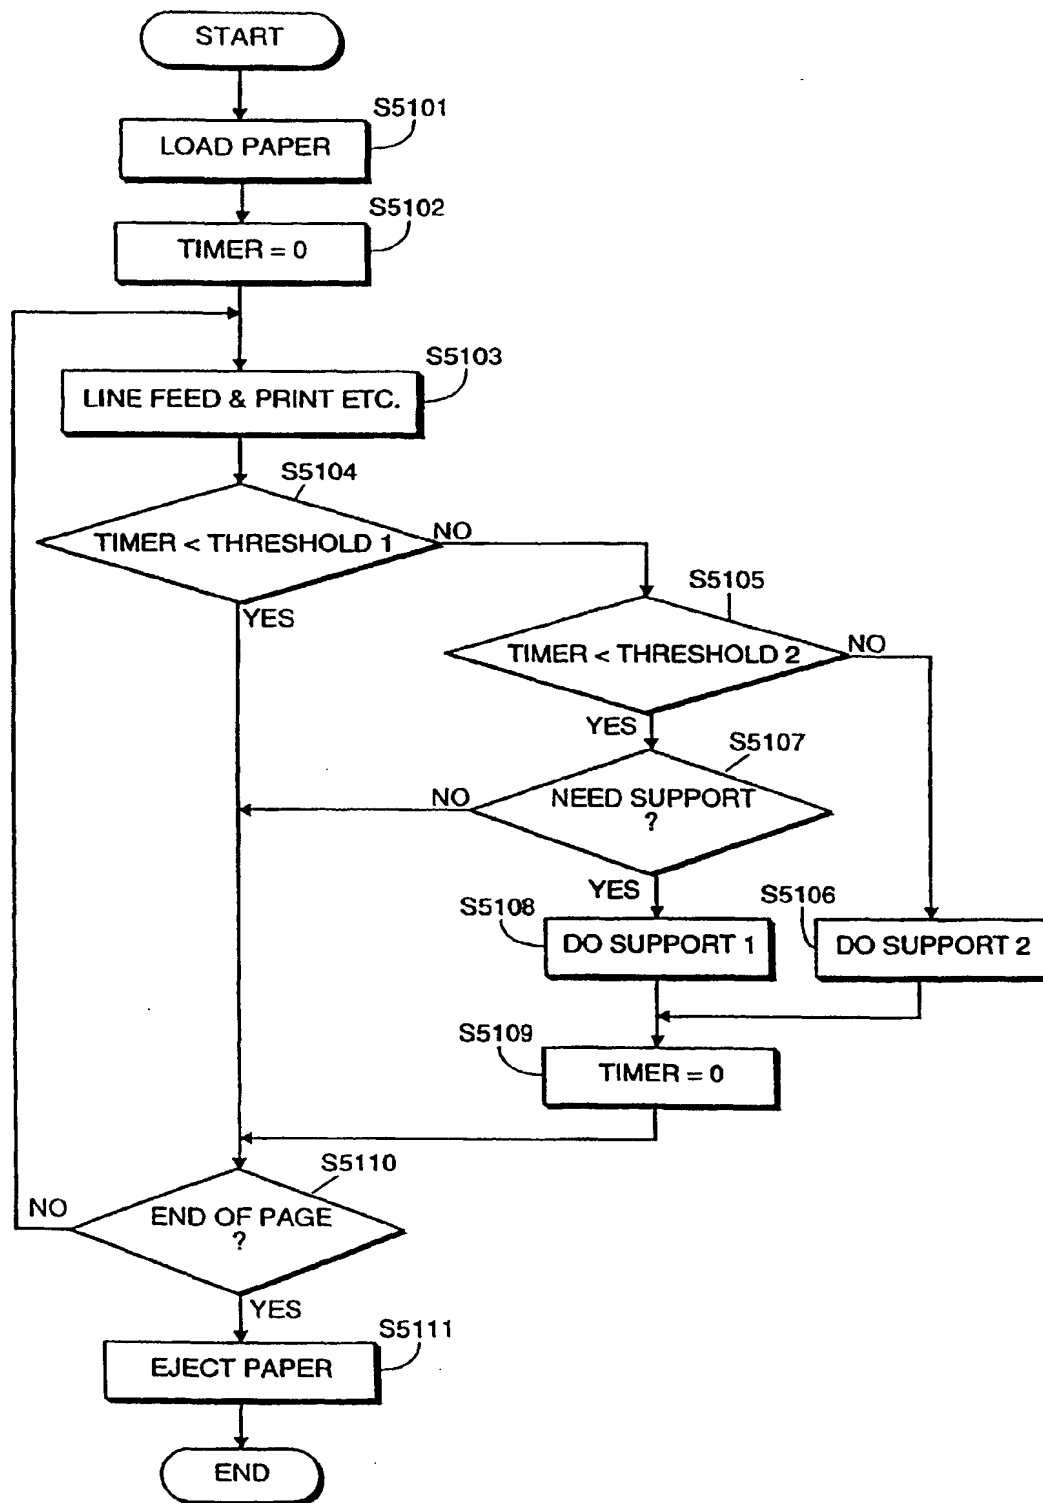 START
S5101
LOAD PAPER
S5102
TIMER = 0
S5103
LINE FEED & PRINT ETC.
S5104
TIMER < THRESHOLD 1
NO
YES
S5105
TIMER < THRESHOLD 2
NO
YES
S5107
NEED SUPPORT
?
NO
YES
S5108
DO SUPPORT 1
S5106
DO SUPPORT 2
S5109
TIMER = 0
S5110
END OF PAGE
?
NO
YES
S5111
EJECT PAPER
END